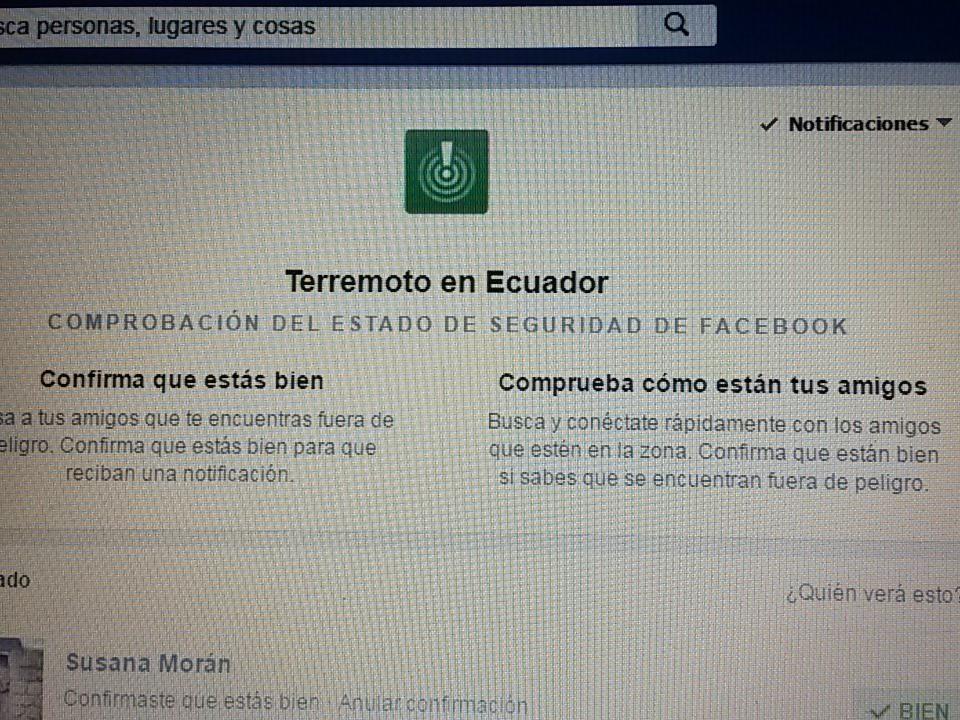 sca personas, lugares y cosas
✓ Notificaciones
Terremoto en Ecuador
COMPROBACIÓN DEL ESTADO DE SEGURIDAD DE FACEBOOK
Confirma que estás bien
sa a tus amigos que te encuentras fuera de
eligro. Confirma que estás bien para que
reciban una notificación.
Comprueba cómo están tus amigos
Busca y conéctate rápidamente con los amigos
que estén en la zona. Confirma que están bien
si sabes que se encuentran fuera de peligro.
ado
¿Quién verá esto?
Susana Morán
Confirmaste que estás bien · Anular confirmación
✓ BIEN